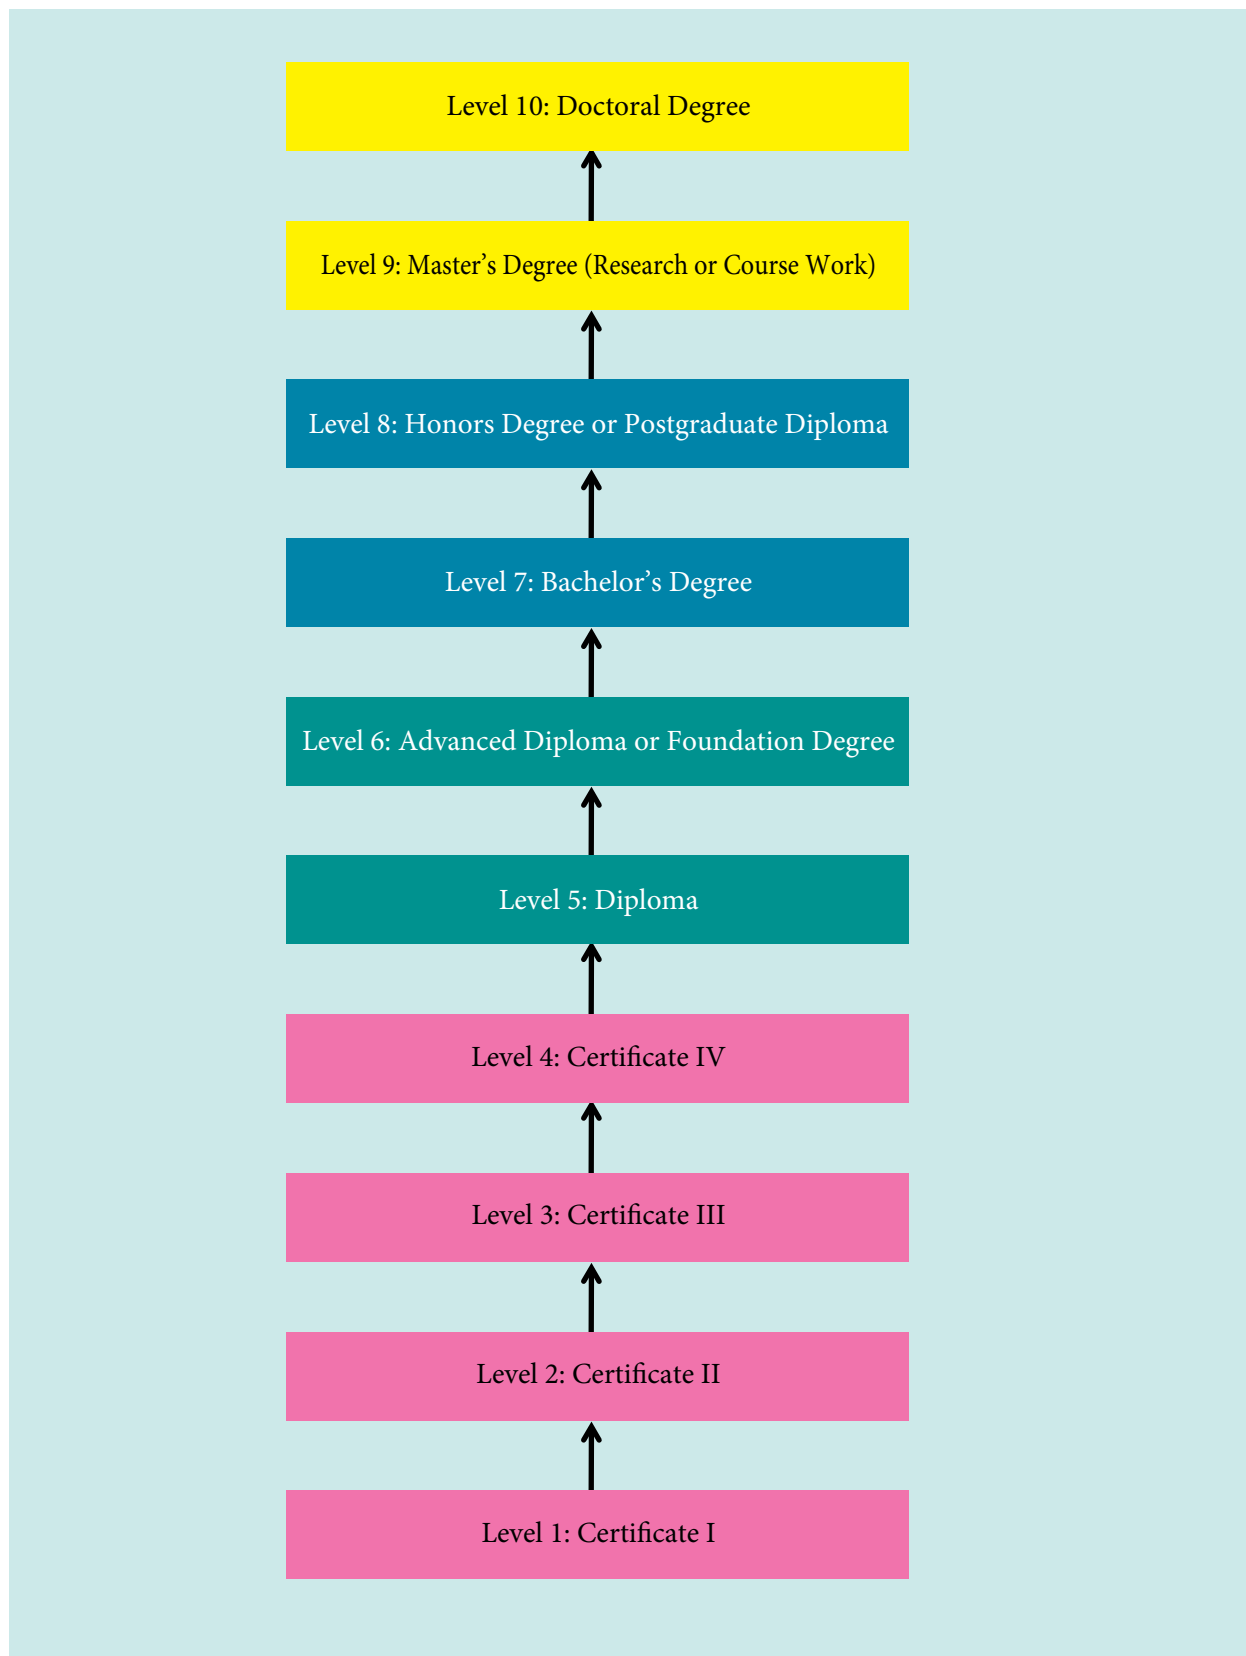 Level 10: Doctoral Degree
Level 9: Master’s Degree (Research or Course Work)
Level 8: Honors Degree or Postgraduate Diploma
Level 7: Bachelor’s Degree
Level 6: Advanced Diploma or Foundation Degree
Level 5: Diploma
Level 4: Certificate IV
Level 3: Certificate III
Level 2: Certificate II
Level 1: Certificate I